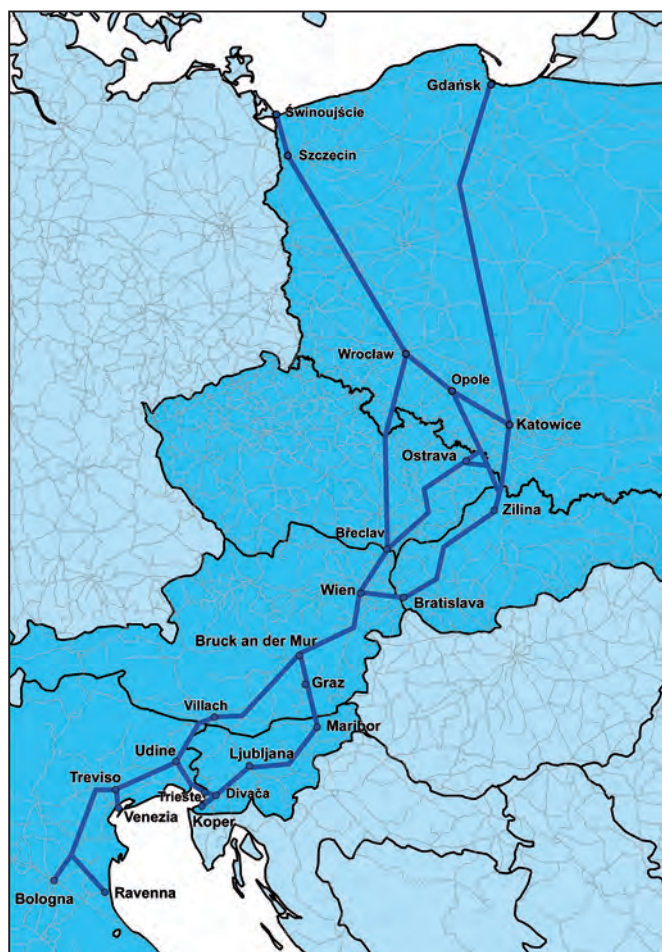 Gdańsk
Świnoujście
Szczecin
Wrocław
Opole
Katowice
Ostrava
Zilina
Břeclav
Wien
Bratislava
Bruck an der Mur
Graz
Villach
Maribor
Udine
Ljubljana
Treviso
Trieste
Divača
Venezia
Koper
Bologna
Ravenna